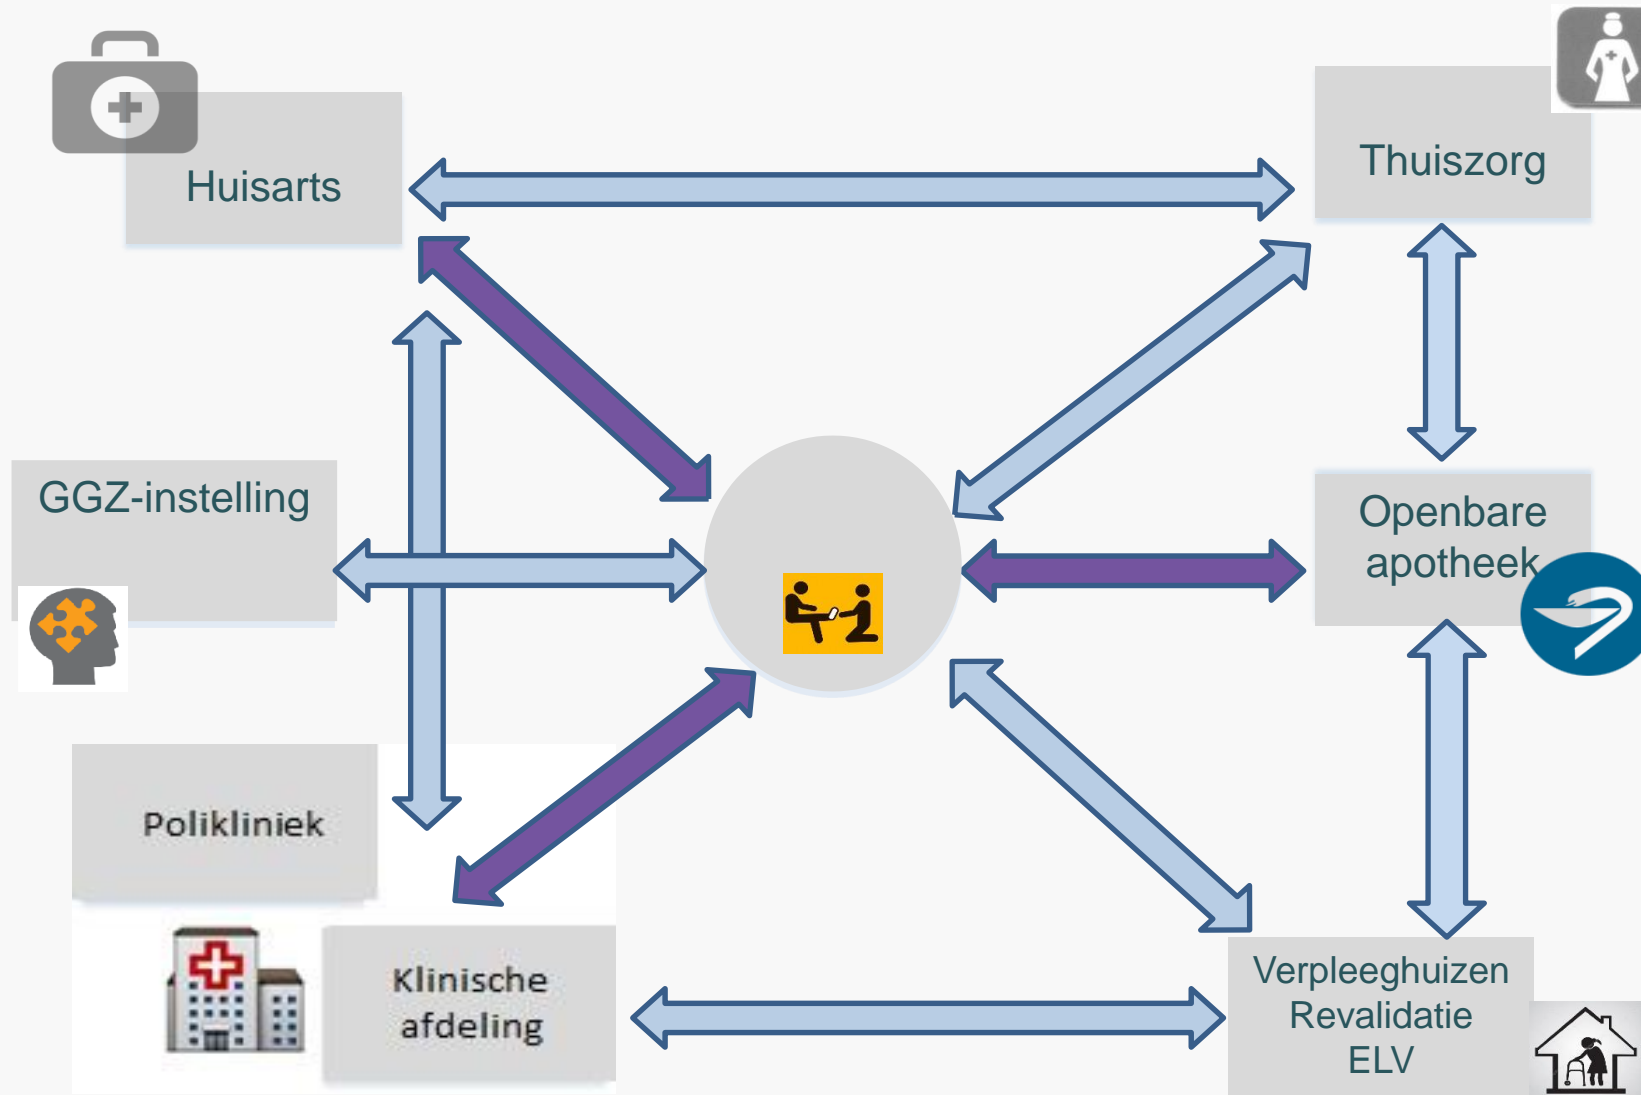 Huisarts
Thuiszorg
GGZ-instelling
Openbare
apotheek
Polikliniek
Klinische
afdeling
Verpleeghuizen
Revalidatie
ELV